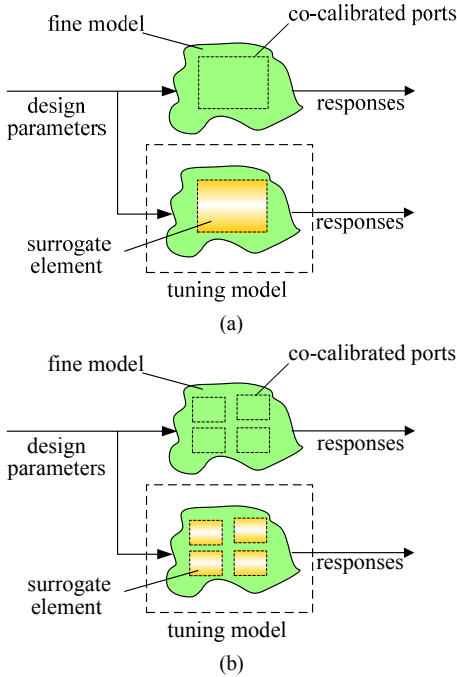 fine model
co-calibrated ports
design
parameters
responses
responses
surrogate
element
tuning model
(a)
fine model
co-calibrated ports
design
parameters
responses
responses
surrogate
element
tuning model
(b)